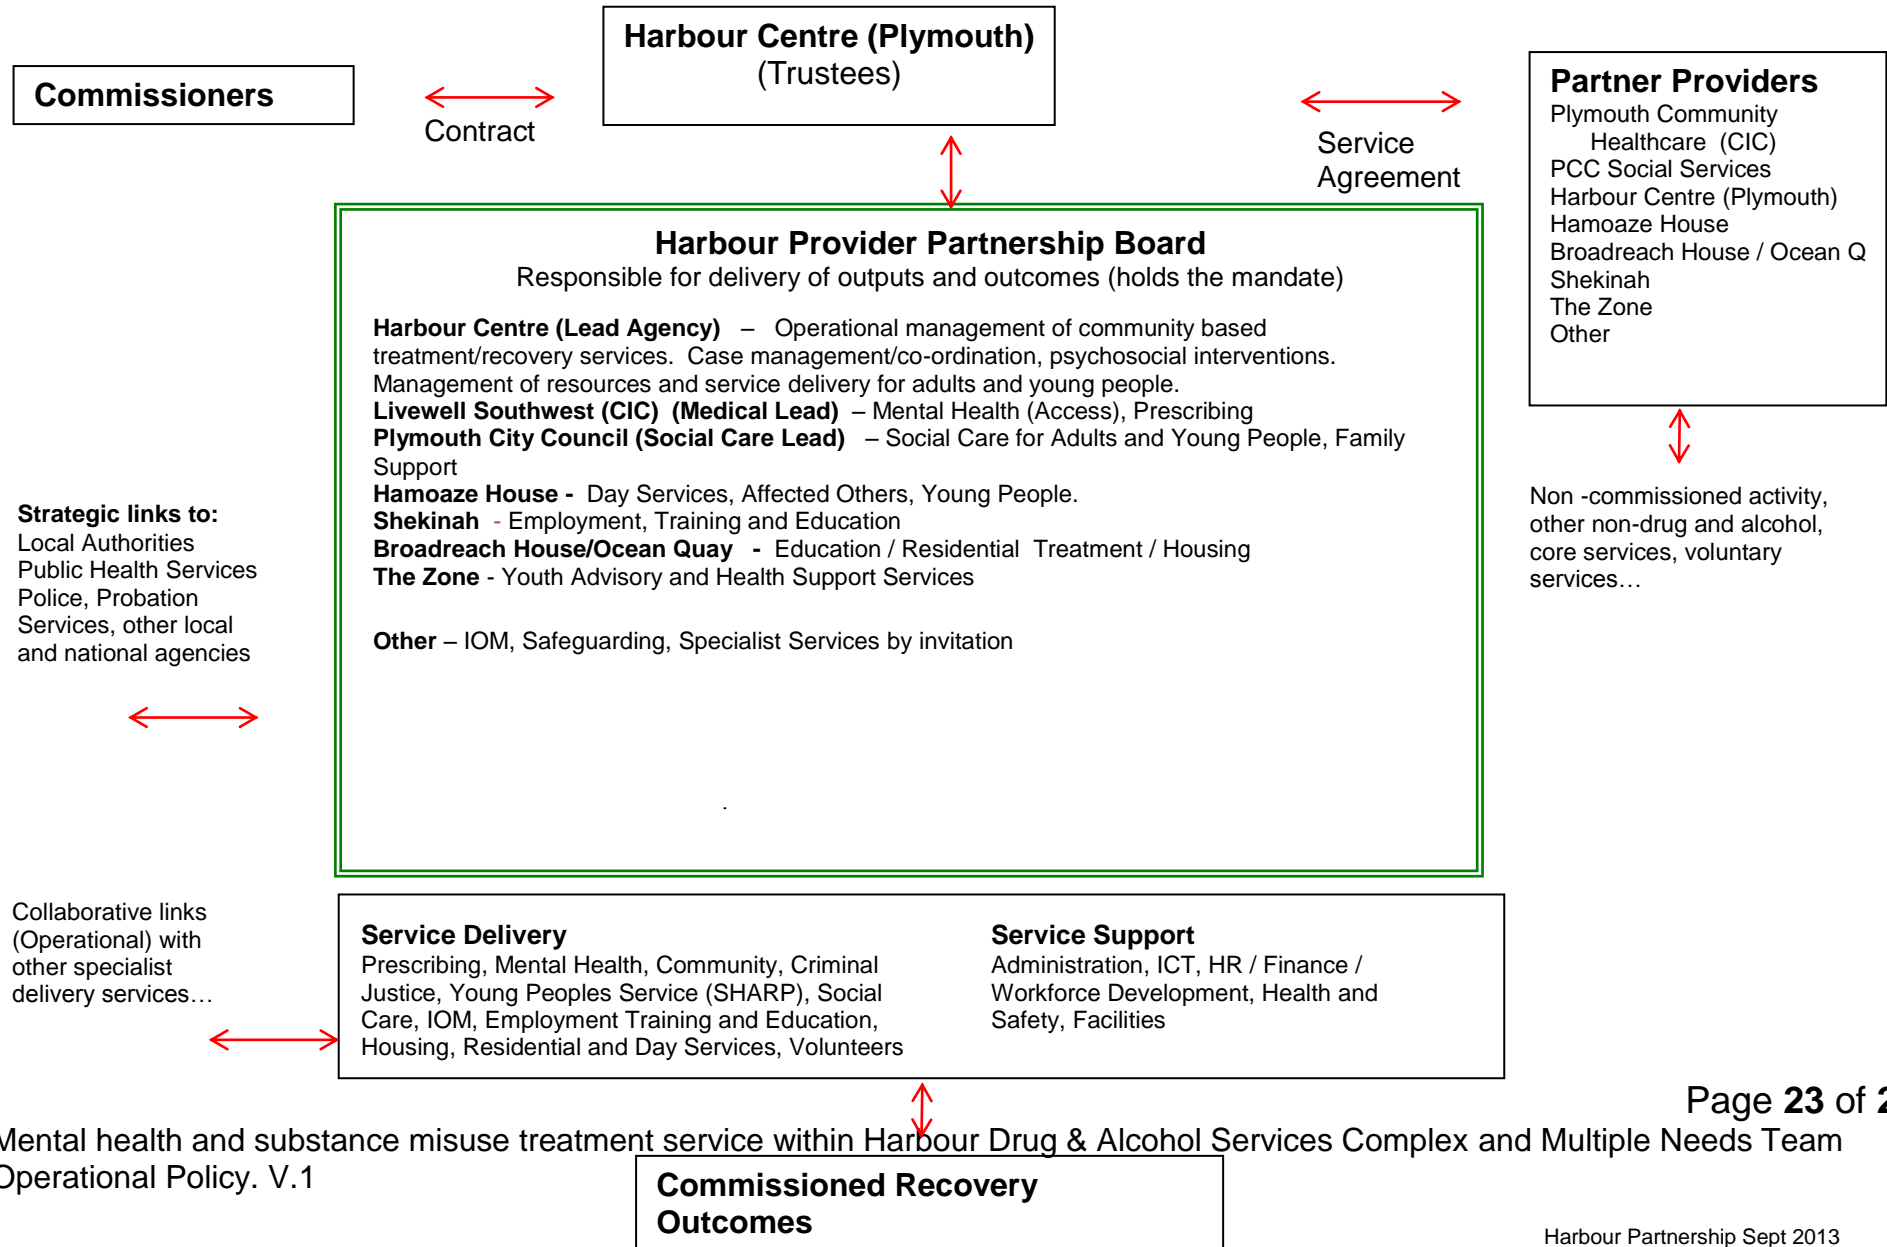 Harbour Centre (Plymouth)
(Trustees)
Commissioners
Contract
Service
Agreement
Partner Providers
Plymouth Community
Healthcare (CIC)
PCC Social Services
Harbour Centre (Plymouth)
Hamoaze House
Broadreach House / Ocean Q
Shekinah
The Zone
Other
Harbour Provider Partnership Board
Responsible for delivery of outputs and outcomes (holds the mandate)
Harbour Centre (Lead Agency) – Operational management of community based
treatment/recovery services. Case management/co-ordination, psychosocial interventions.
Management of resources and service delivery for adults and young people.
Livewell Southwest (CIC) (Medical Lead) – Mental Health (Access), Prescribing
Plymouth City Council (Social Care Lead) – Social Care for Adults and Young People, Family
Support
Hamoaze House - Day Services, Affected Others, Young People.
Shekinah - Employment, Training and Education
Broadreach House/Ocean Quay - Education / Residential Treatment / Housing
The Zone - Youth Advisory and Health Support Services
Other – IOM, Safeguarding, Specialist Services by invitation
.
Non -commissioned activity,
other non-drug and alcohol,
core services, voluntary
services…
Strategic links to:
Local Authorities
Public Health Services
Police, Probation
Services, other local
and national agencies
Collaborative links
(Operational) with
other specialist
delivery services…
Service Delivery
Prescribing, Mental Health, Community, Criminal
Justice, Young Peoples Service (SHARP), Social
Care, IOM, Employment Training and Education,
Housing, Residential and Day Services, Volunteers
Service Support
Administration, ICT, HR / Finance /
Workforce Development, Health and
Safety, Facilities
Page 23 of 2
Mental health and substance misuse treatment service within Harbour Drug & Alcohol Services Complex and Multiple Needs Team
Operational Policy. V.1
Commissioned Recovery
Outcomes
Harbour Partnership Sept 2013